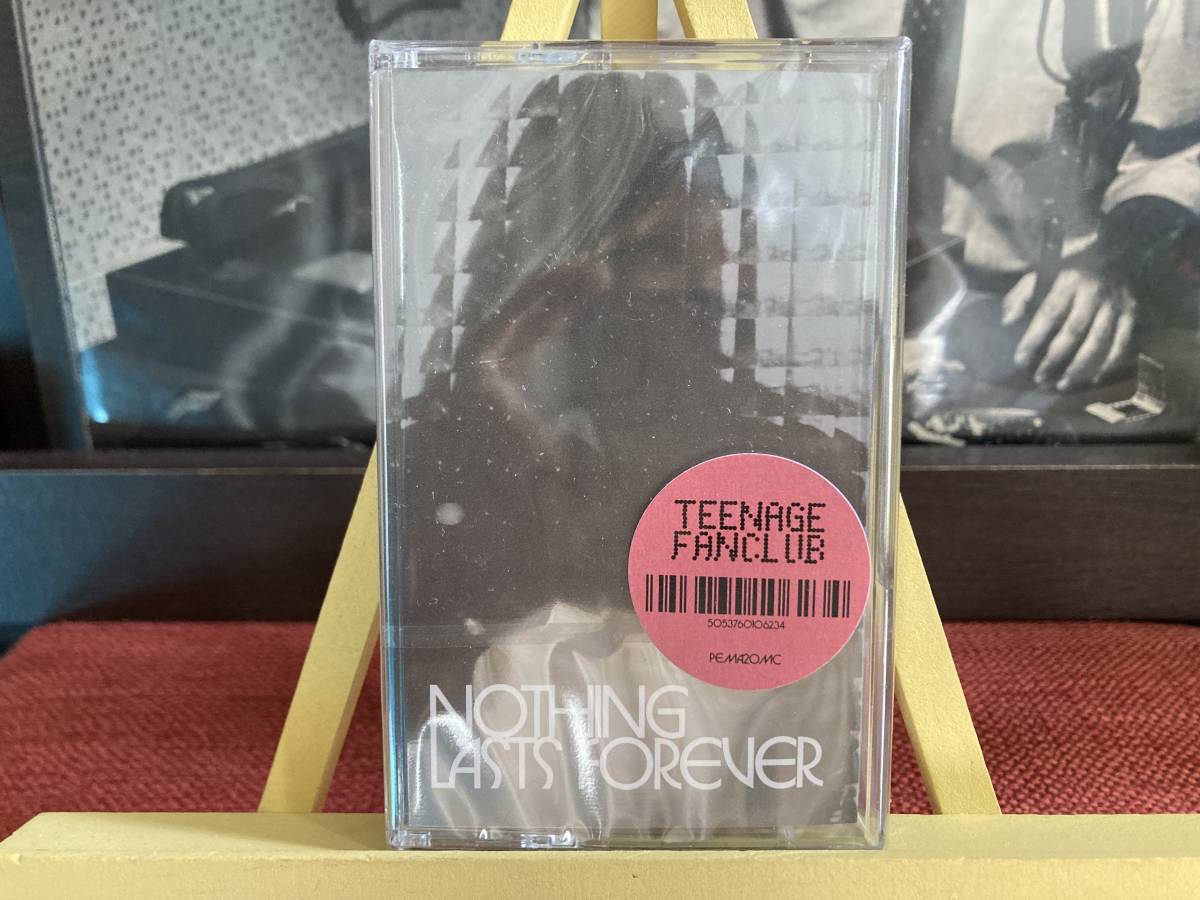 TEENAGE
FANCLUB
5053760106234
PEMA20MC
NOTHING
LASTS FOREVER